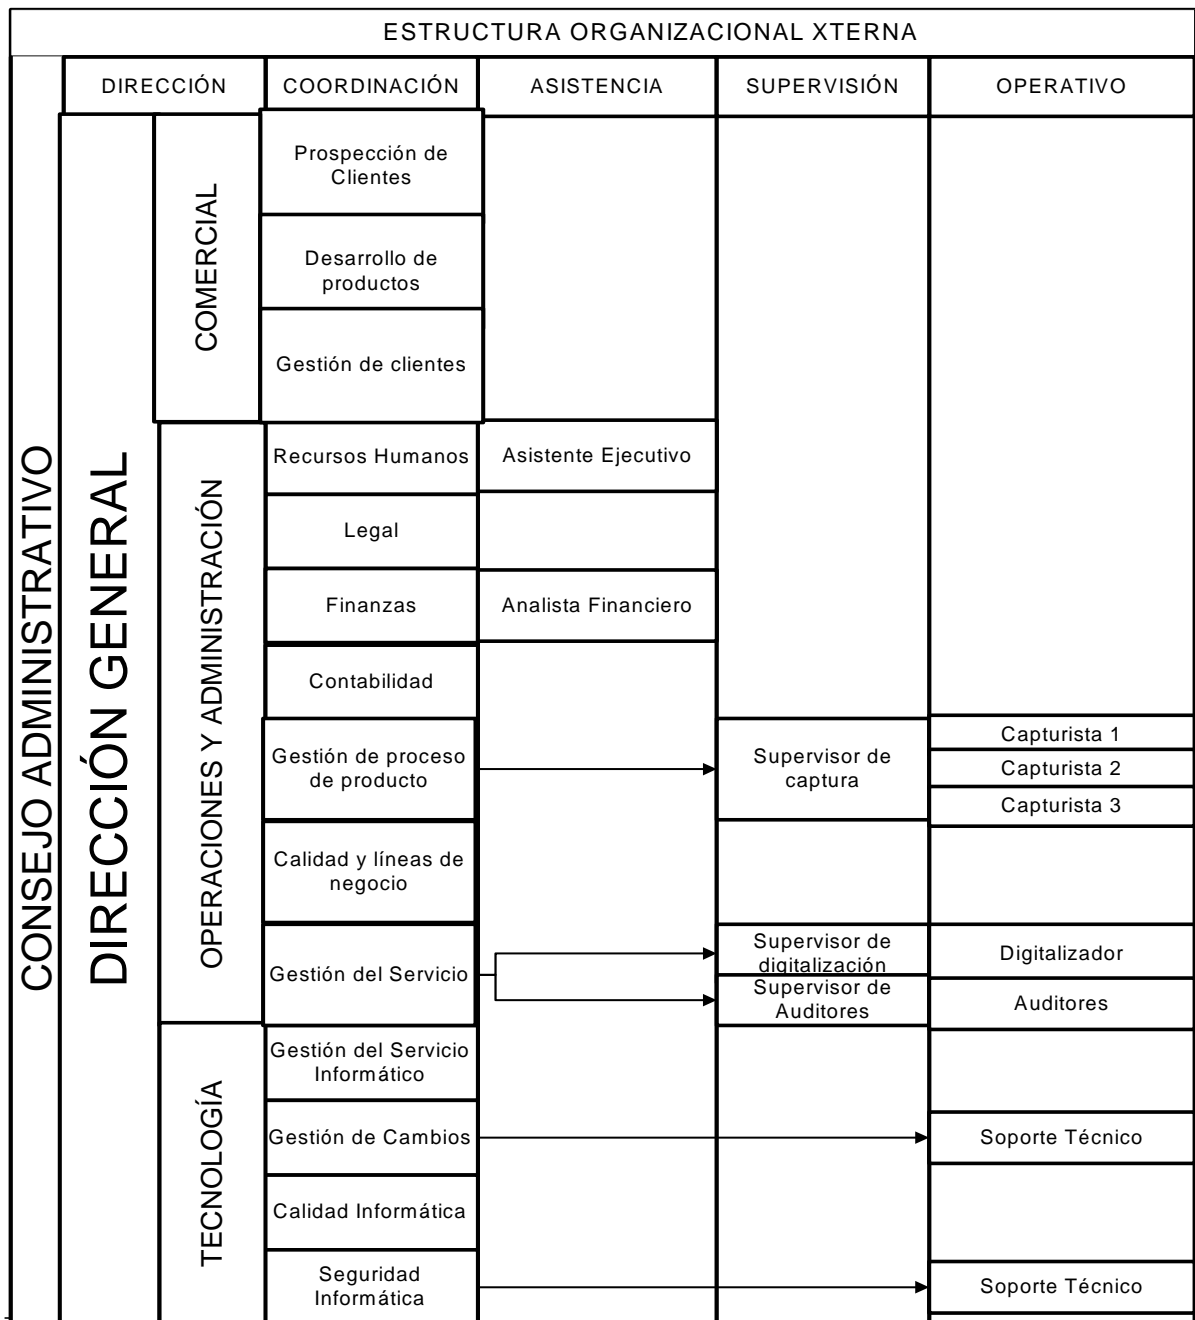 ESTRUCTURA ORGANIZACIONAL XTERNA
DIRECCIÓN
COORDINACIÓN
ASISTENCIA
SUPERVISIÓN
OPERATIVO
CONSEJO ADMINISTRATIVO
DIRECCIÓN GENERAL
COMERCIAL
Prospección de
Clientes
Desarrollo de
productos
Gestión de clientes
OPERACIONES Y ADMINISTRACIÓN
Recursos Humanos
Asistente Ejecutivo
Legal
Finanzas
Analista Financiero
Contabilidad
Gestión de proceso
de producto
Supervisor de
captura
Capturista 1
Capturista 2
Capturista 3
Calidad y líneas de
negocio
Gestión del Servicio
Supervisor de
digitalización
Digitalizador
Supervisor de
Auditores
Auditores
TECNOLOGÍA
Gestión del Servicio
Informático
Gestión de Cambios
Soporte Técnico
Calidad Informática
Seguridad
Informática
Soporte Técnico